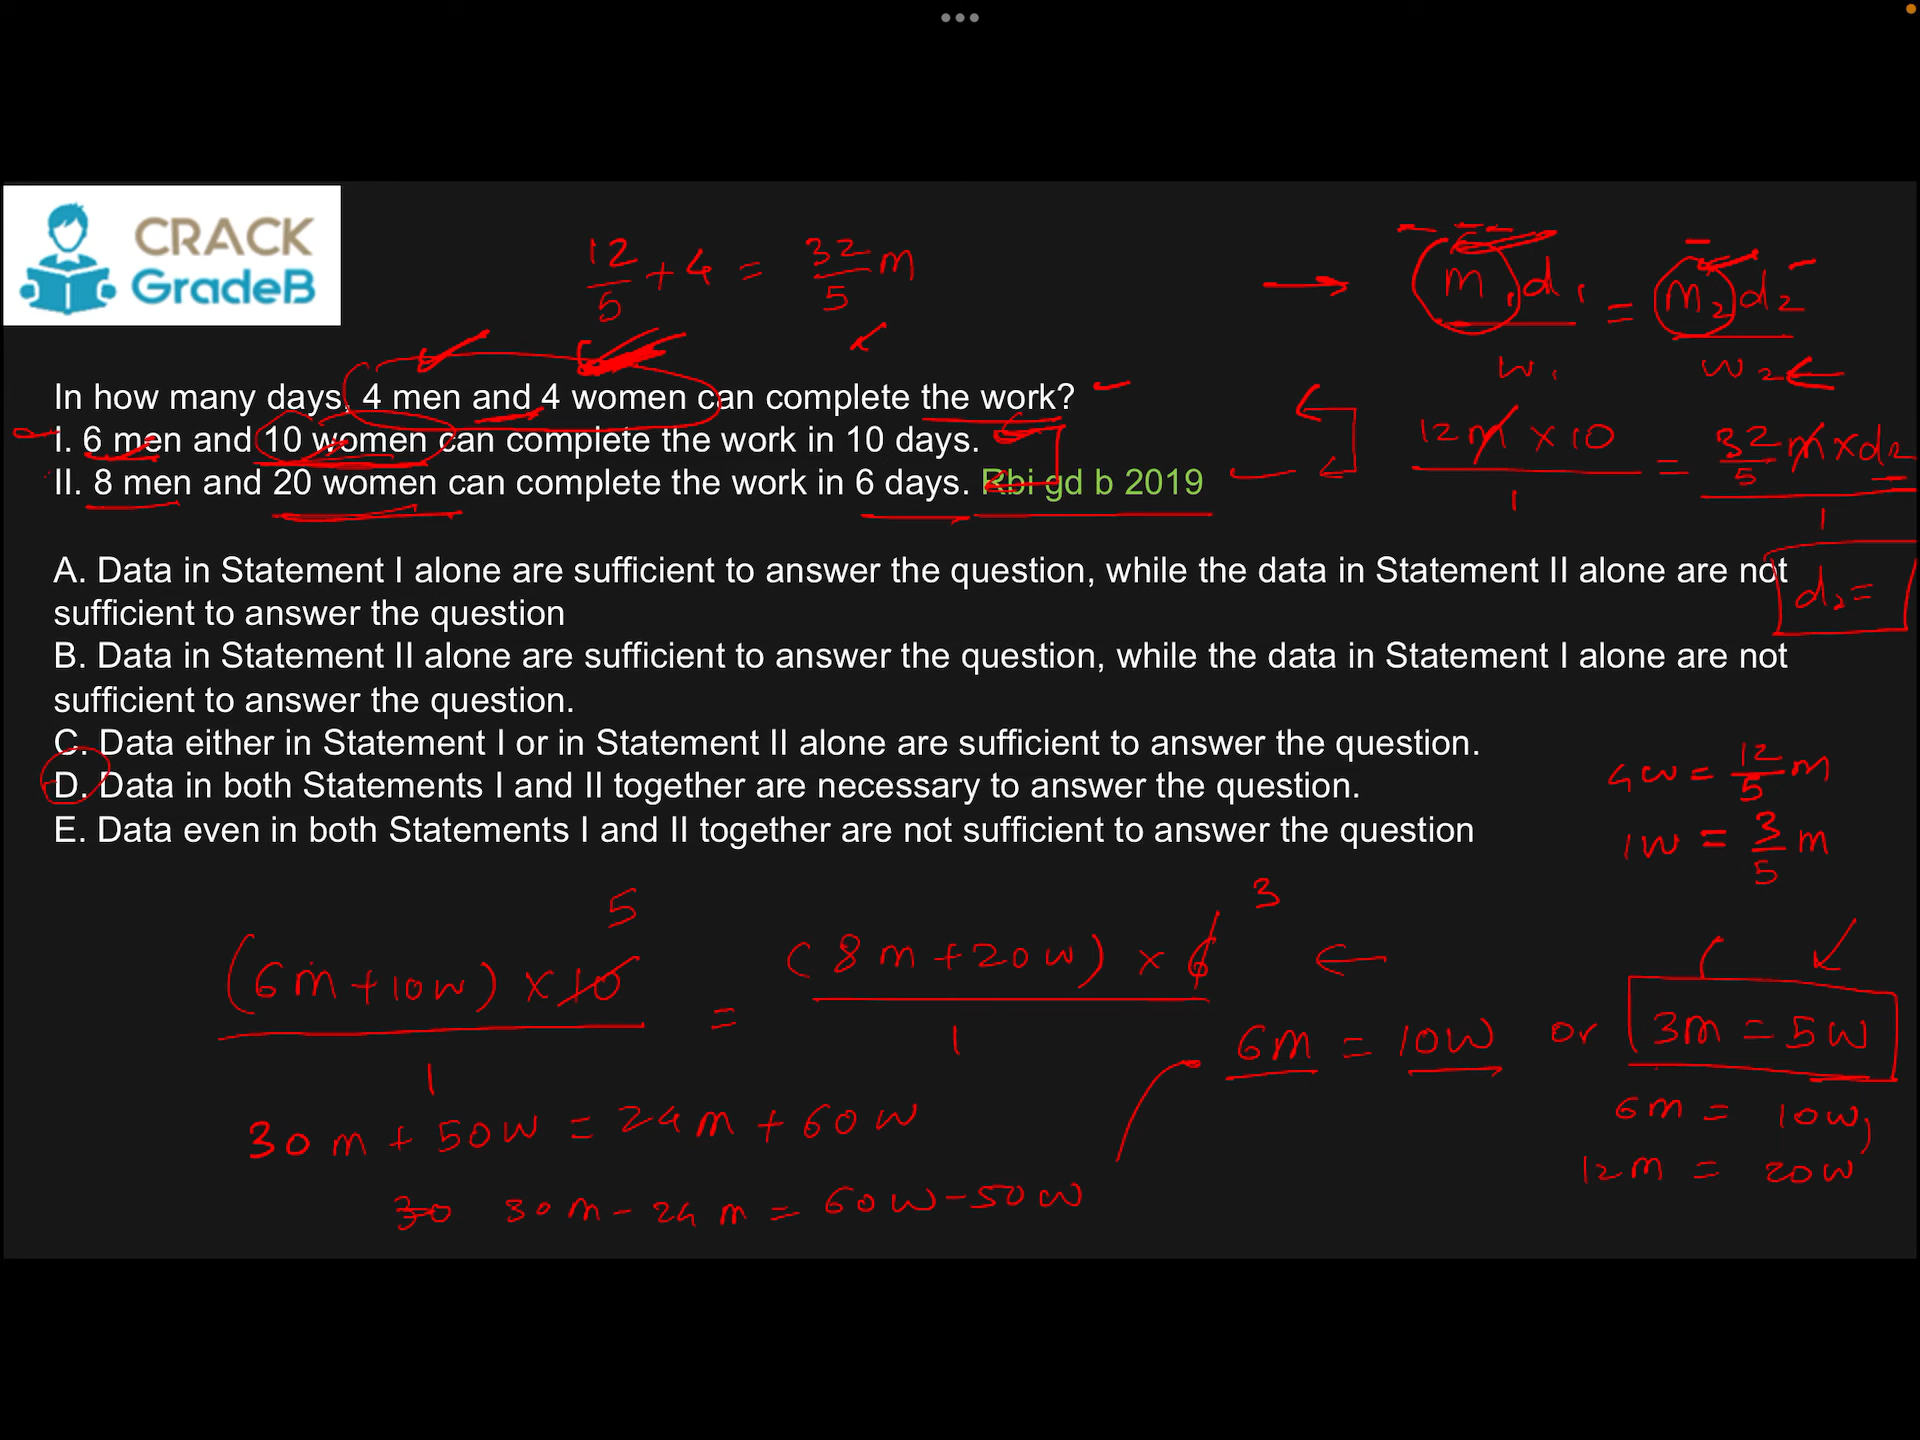 CRACK
GradeB
12/5 + 4 = 32/5 m
m₁d₁ = m₂d₂
w₁ w₂
In how many days, 4 men and 4 women can complete the work?
I. 6 men and 10 women can complete the work in 10 days.
II. 8 men and 20 women can complete the work in 6 days. Rbi gd b 2019
12m × 10 = 32/5 m × d₂
1 1
d₂ =
A. Data in Statement I alone are sufficient to answer the question, while the data in Statement II alone are not
sufficient to answer the question
B. Data in Statement II alone are sufficient to answer the question, while the data in Statement I alone are not
sufficient to answer the question.
C. Data either in Statement I or in Statement II alone are sufficient to answer the question.
D. Data in both Statements I and II together are necessary to answer the question.
E. Data even in both Statements I and II together are not sufficient to answer the question
4w = 12/5 m
1w = 3/5 m
5 3
(6m + 10w) × 10 = (8m + 20w) × 6
1 1
6m = 10w or 3m = 5w
6m = 10w,
12m = 20w
30m + 50w = 24m + 60w
30 30m - 24m = 60w - 50w